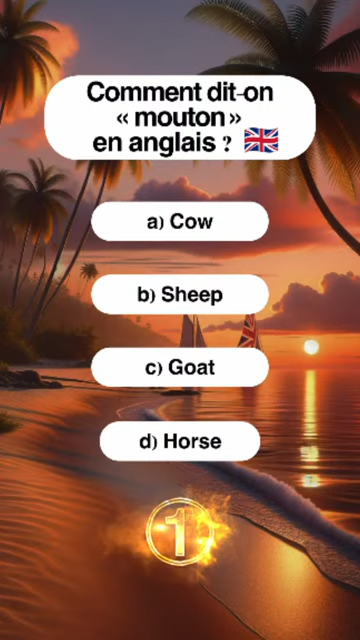 Comment dit-on
« mouton »
en anglais ?
a) Cow
b) Sheep
c) Goat
d) Horse
1